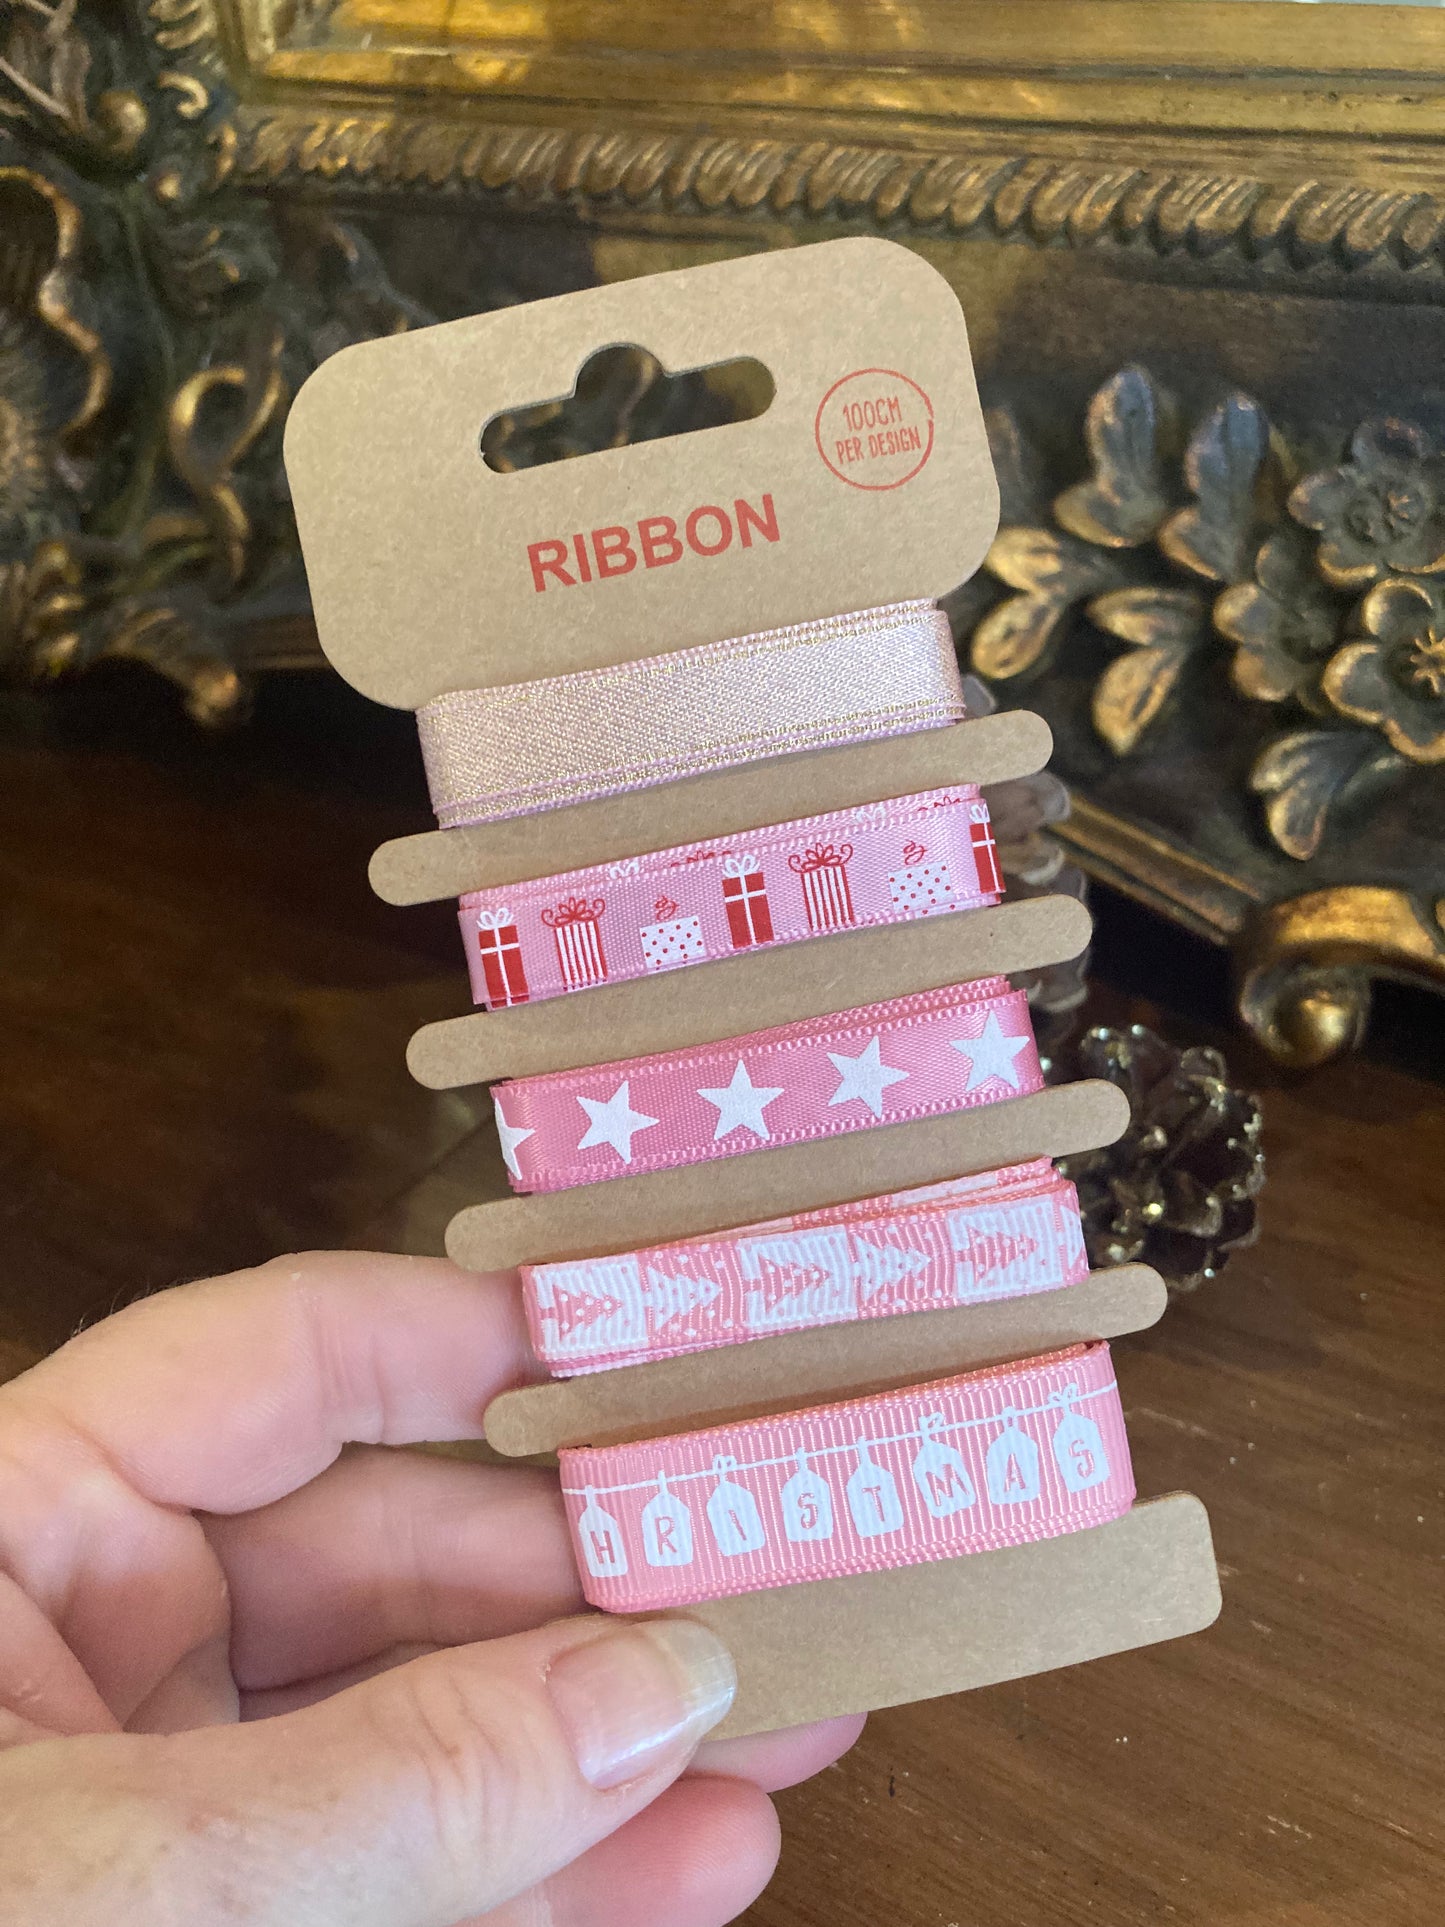 100CM
PER DESIGN
RIBBON
HRISTMAS